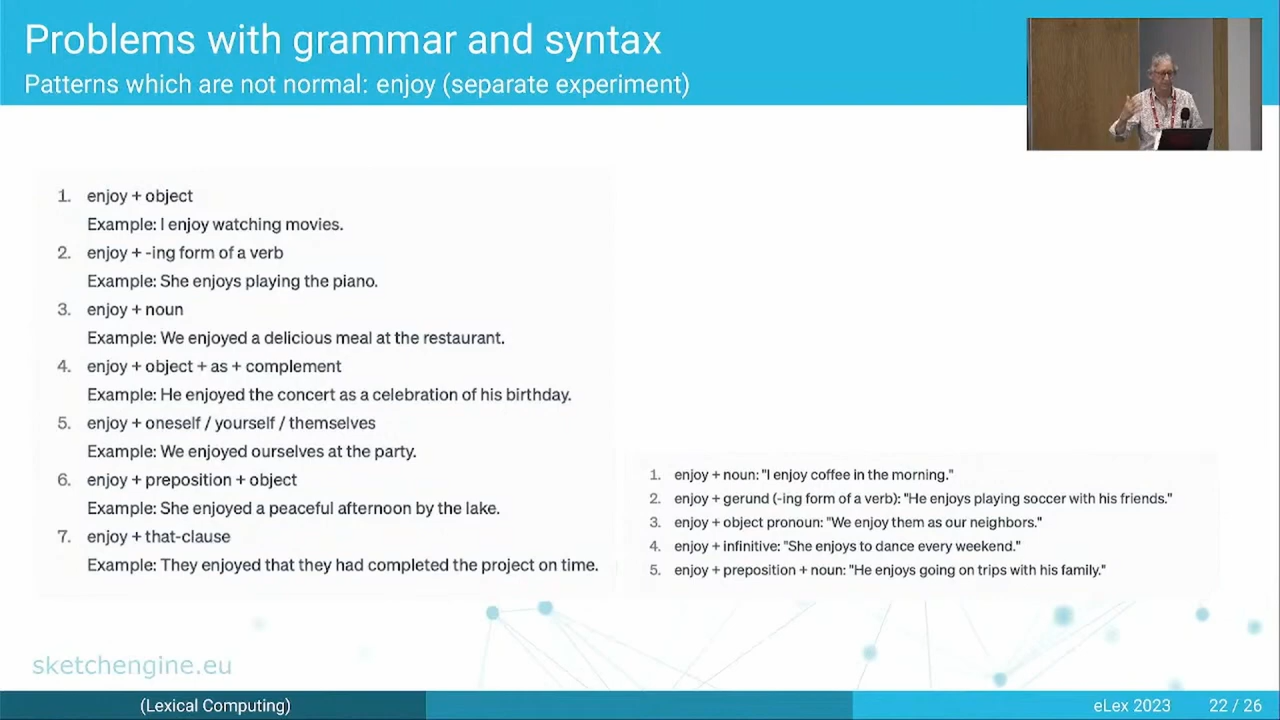 Problems with grammar and syntax
Patterns which are not normal: enjoy (separate experiment)
1. enjoy + object
Example: I enjoy watching movies.
2. enjoy + -ing form of a verb
Example: She enjoys playing the piano.
3. enjoy + noun
Example: We enjoyed a delicious meal at the restaurant.
4. enjoy + object + as + complement
Example: He enjoyed the concert as a celebration of his birthday.
5. enjoy + oneself / yourself / themselves
Example: We enjoyed ourselves at the party.
6. enjoy + preposition + object
Example: She enjoyed a peaceful afternoon by the lake.
7. enjoy + that-clause
Example: They enjoyed that they had completed the project on time.
1. enjoy + noun: "I enjoy coffee in the morning."
2. enjoy + gerund (-ing form of a verb): "He enjoys playing soccer with his friends."
3. enjoy + object pronoun: "We enjoy them as our neighbors."
4. enjoy + infinitive: "She enjoys to dance every weekend."
5. enjoy + preposition + noun: "He enjoys going on trips with his family."
sketchengine.eu
(Lexical Computing)
eLex 2023 22 / 26